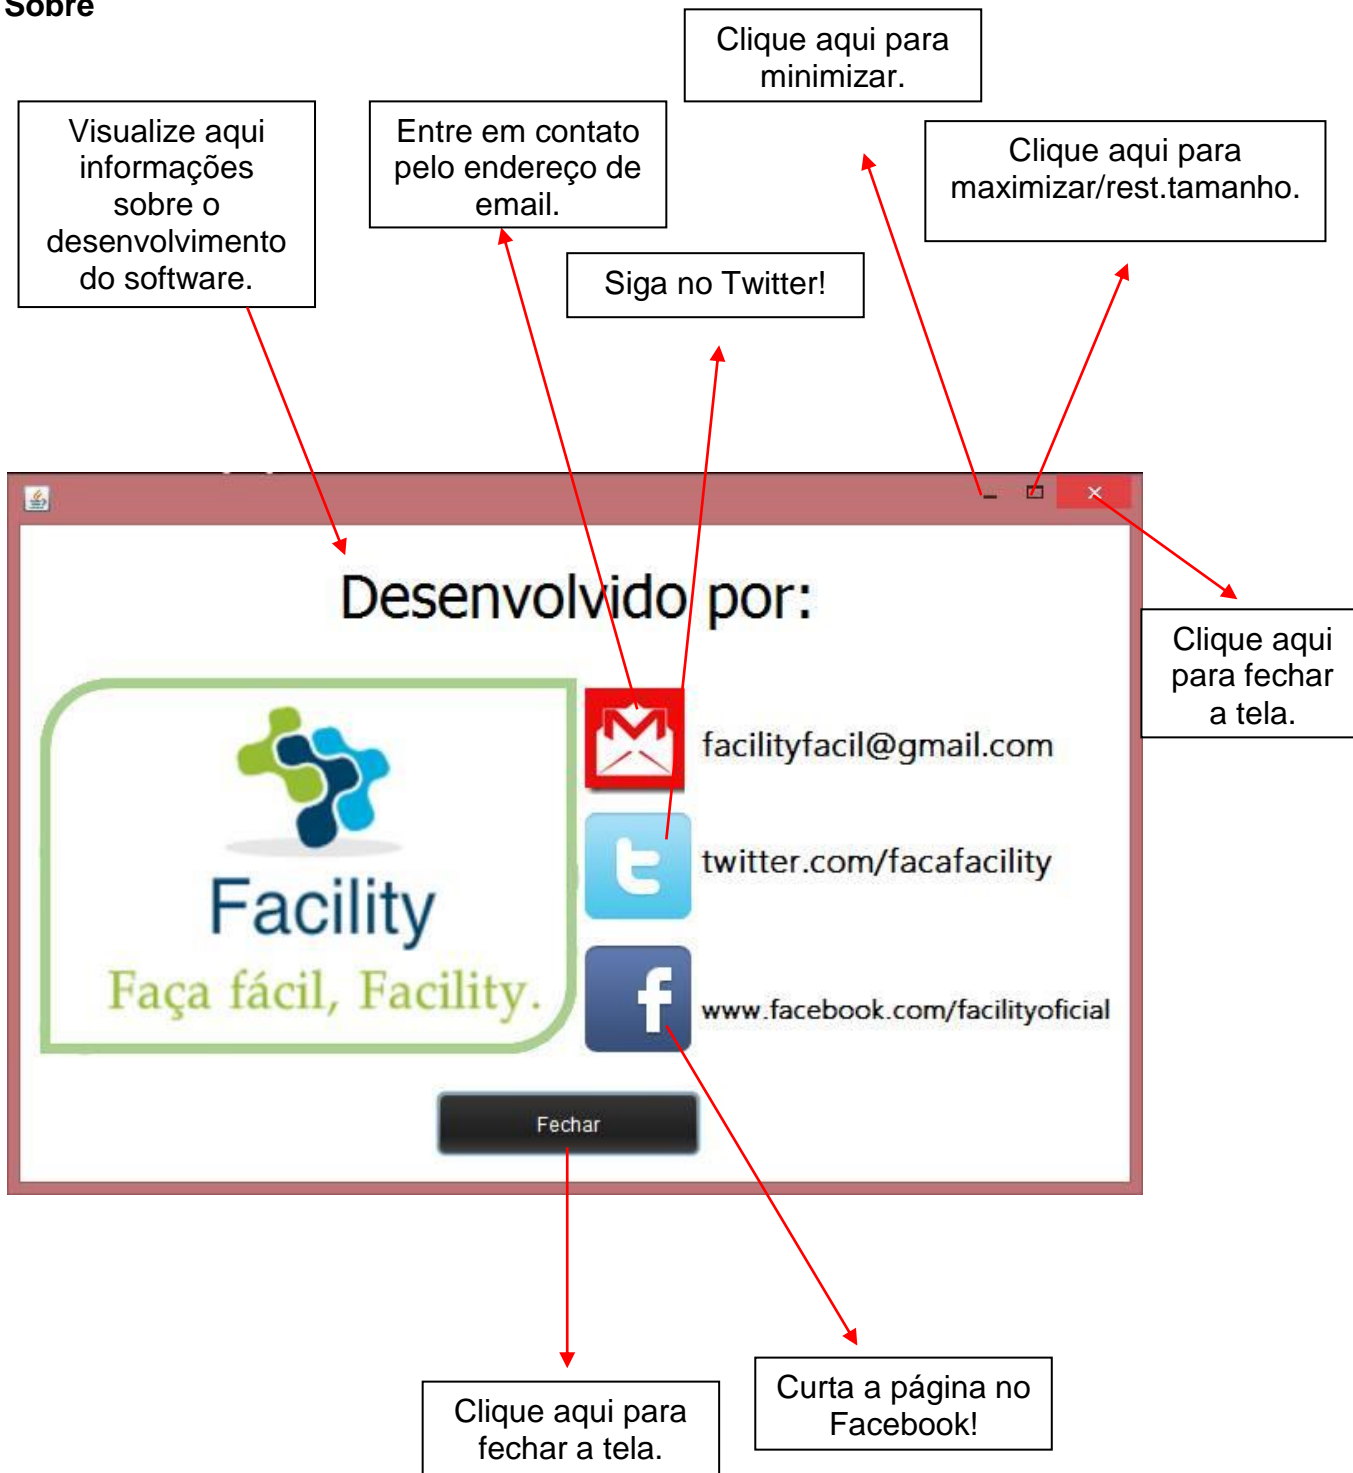 Sobre
Clique aqui para
minimizar.
Visualize aqui
informações
sobre o
desenvolvimento
do software.
Entre em contato
pelo endereço de
email.
Clique aqui para
maximizar/rest.tamanho.
Siga no Twitter!
Desenvolvido por:
Clique aqui
para fechar
a tela.
facilityfacil@gmail.com
twitter.com/facafacility
Facility
Faça fácil, Facility.
www.facebook.com/facilityoficial
Fechar
Clique aqui para
fechar a tela.
Curta a página no
Facebook!